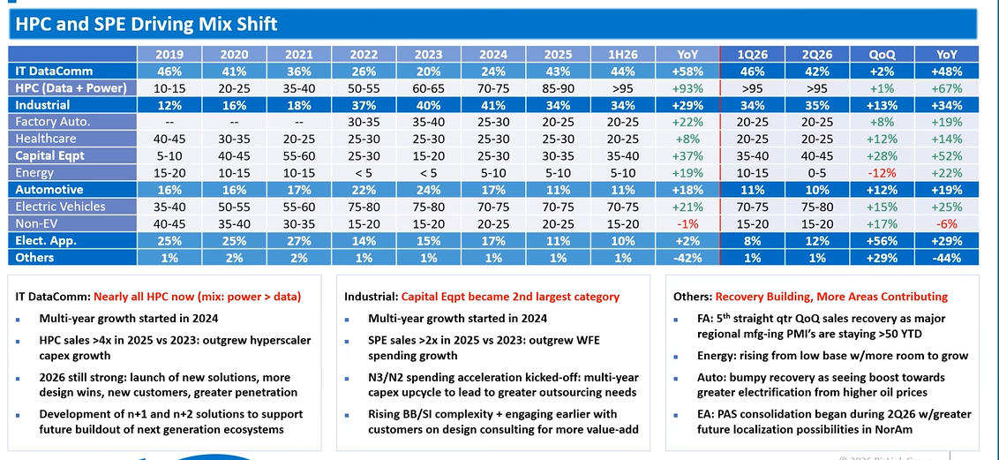 HPC and SPE Driving Mix Shift
2019 2020 2021 2022 2023 2024 2025 1H26 YoY 1Q26 2Q26 QoQ YoY
IT DataComm 46% 41% 36% 26% 20% 24% 43% 44% +58% 46% 42% +2% +48%
HPC (Data + Power) 10-15 20-25 35-40 50-55 60-65 70-75 85-90 >95 +93% >95 >95 +1% +67%
Industrial 12% 16% 18% 37% 40% 41% 34% 34% +29% 34% 35% +13% +34%
Factory Auto. -- -- -- 30-35 35-40 25-30 20-25 20-25 +22% 20-25 20-25 +8% +19%
Healthcare 40-45 30-35 20-25 25-30 25-30 25-30 25-30 20-25 +8% 20-25 20-25 +12% +14%
Capital Eqpt 5-10 40-45 55-60 25-30 15-20 25-30 30-35 35-40 +37% 35-40 40-45 +28% +52%
Energy 15-20 10-15 10-15 < 5 < 5 5-10 5-10 5-10 +19% 10-15 0-5 -12% +22%
Automotive 16% 16% 17% 22% 24% 17% 11% 11% +18% 11% 10% +12% +19%
Electric Vehicles 35-40 50-55 55-60 75-80 75-80 70-75 70-75 70-75 +21% 70-75 75-80 +15% +25%
Non-EV 40-45 35-40 30-35 15-20 15-20 20-25 20-25 15-20 -1% 15-20 15-20 +17% -6%
Elect. App. 25% 25% 27% 14% 15% 17% 11% 10% +2% 8% 12% +56% +29%
Others 1% 2% 2% 1% 1% 1% 1% 1% -42% 1% 1% +29% -44%
IT DataComm: Nearly all HPC now (mix: power > data)
Multi-year growth started in 2024
HPC sales >4x in 2025 vs 2023: outgrew hyperscaler
capex growth
2026 still strong: launch of new solutions, more
design wins, new customers, greater penetration
Development of n+1 and n+2 solutions to support
future buildout of next generation ecosystems
Industrial: Capital Eqpt became 2nd largest category
Multi-year growth started in 2024
SPE sales >2x in 2025 vs 2023: outgrew WFE
spending growth
N3/N2 spending acceleration kicked-off: multi-year
capex upcycle to lead to greater outsourcing needs
Rising BB/SI complexity + engaging earlier with
customers on design consulting for more value-add
Others: Recovery Building, More Areas Contributing
FA: 5th straight qtr QoQ sales recovery as major
regional mfg-ing PMI's are staying >50 YTD
Energy: rising from low base w/more room to grow
Auto: bumpy recovery as seeing boost towards
greater electrification from higher oil prices
EA: PAS consolidation began during 2Q26 w/greater
future localization possibilities in NorAm